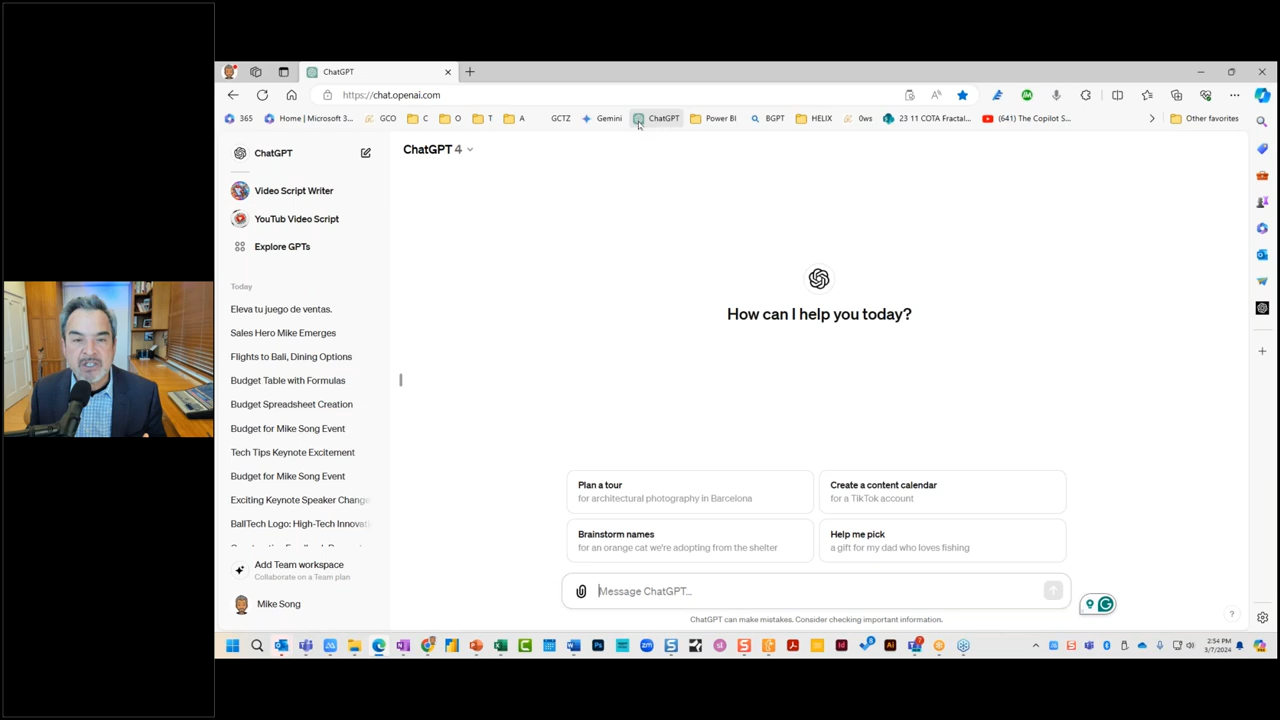 ChatGPT
https://chat.openai.com
365
Home | Microsoft 3...
GCO
C
O
T
A
GCTZ
Gemini
ChatGPT
Power BI
BGPT
HELIX
0ws
23 11 COTA Fractal...
(641) The Copilot S...
Other favorites
ChatGPT
ChatGPT 4
Video Script Writer
YouTub Video Script
Explore GPTs
Today
Eleva tu juego de ventas.
Sales Hero Mike Emerges
Flights to Bali, Dining Options
Budget Table with Formulas
Budget Spreadsheet Creation
Budget for Mike Song Event
Tech Tips Keynote Excitement
Budget for Mike Song Event
Exciting Keynote Speaker Change
BallTech Logo: High-Tech Innovati
Add Team workspace
Collaborate on a Team plan
Mike Song
How can I help you today?
Plan a tour
for architectural photography in Barcelona
Create a content calendar
for a TikTok account
Brainstorm names
for an orange cat we're adopting from the shelter
Help me pick
a gift for my dad who loves fishing
Message ChatGPT...
ChatGPT can make mistakes. Consider checking important information.
?
2:54 PM
3/7/2024